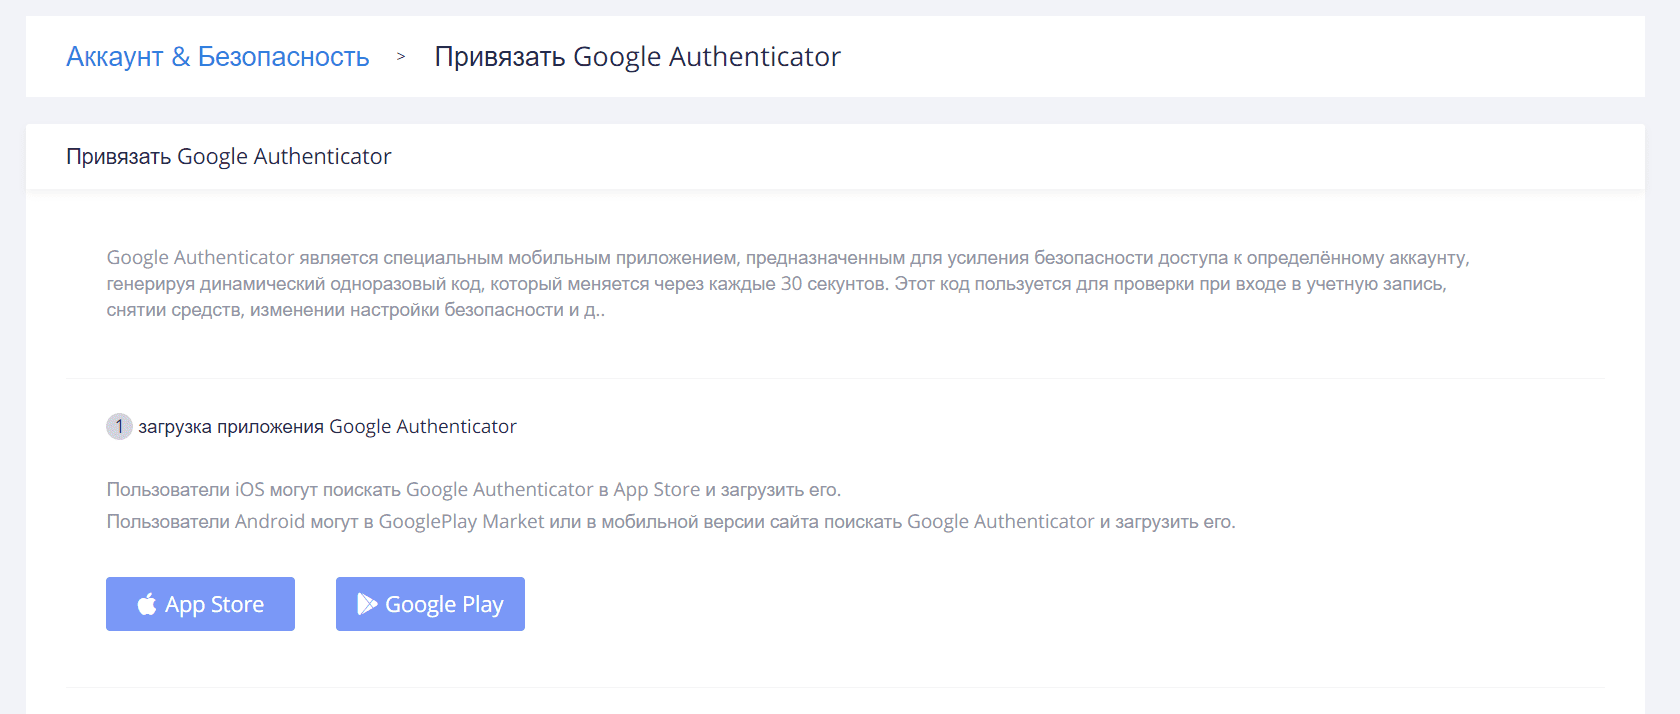 Аккаунт & Безопасность > Привязать Google Authenticator
Привязать Google Authenticator
Google Authenticator является специальным мобильным приложением, предназначенным для усиления безопасности доступа к определённому аккаунту,
генерируя динамический одноразовый код, который меняется через каждые 30 секунтов. Этот код пользуется для проверки при входе в учетную запись,
снятии средств, изменении настройки безопасности и д..
1 загрузка приложения Google Authenticator
Пользователи iOS могут поискать Google Authenticator в App Store и загрузить его.
Пользователи Android могут в GooglePlay Market или в мобильной версии сайта поискать Google Authenticator и загрузить его.
App Store Google Play